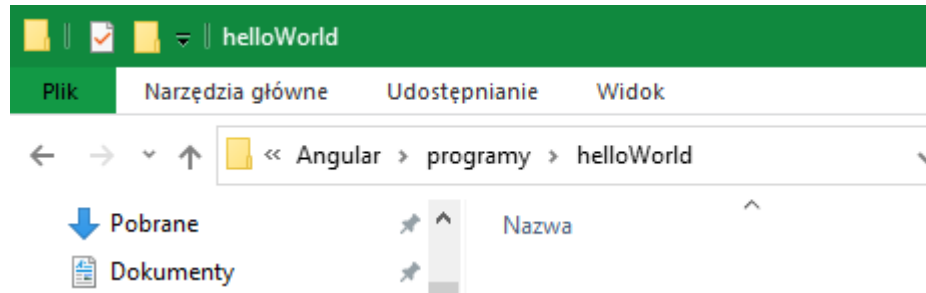 helloWorld
Plik Narzędzia główne Udostępnianie Widok
« Angular > programy > helloWorld
Pobrane Nazwa
Dokumenty